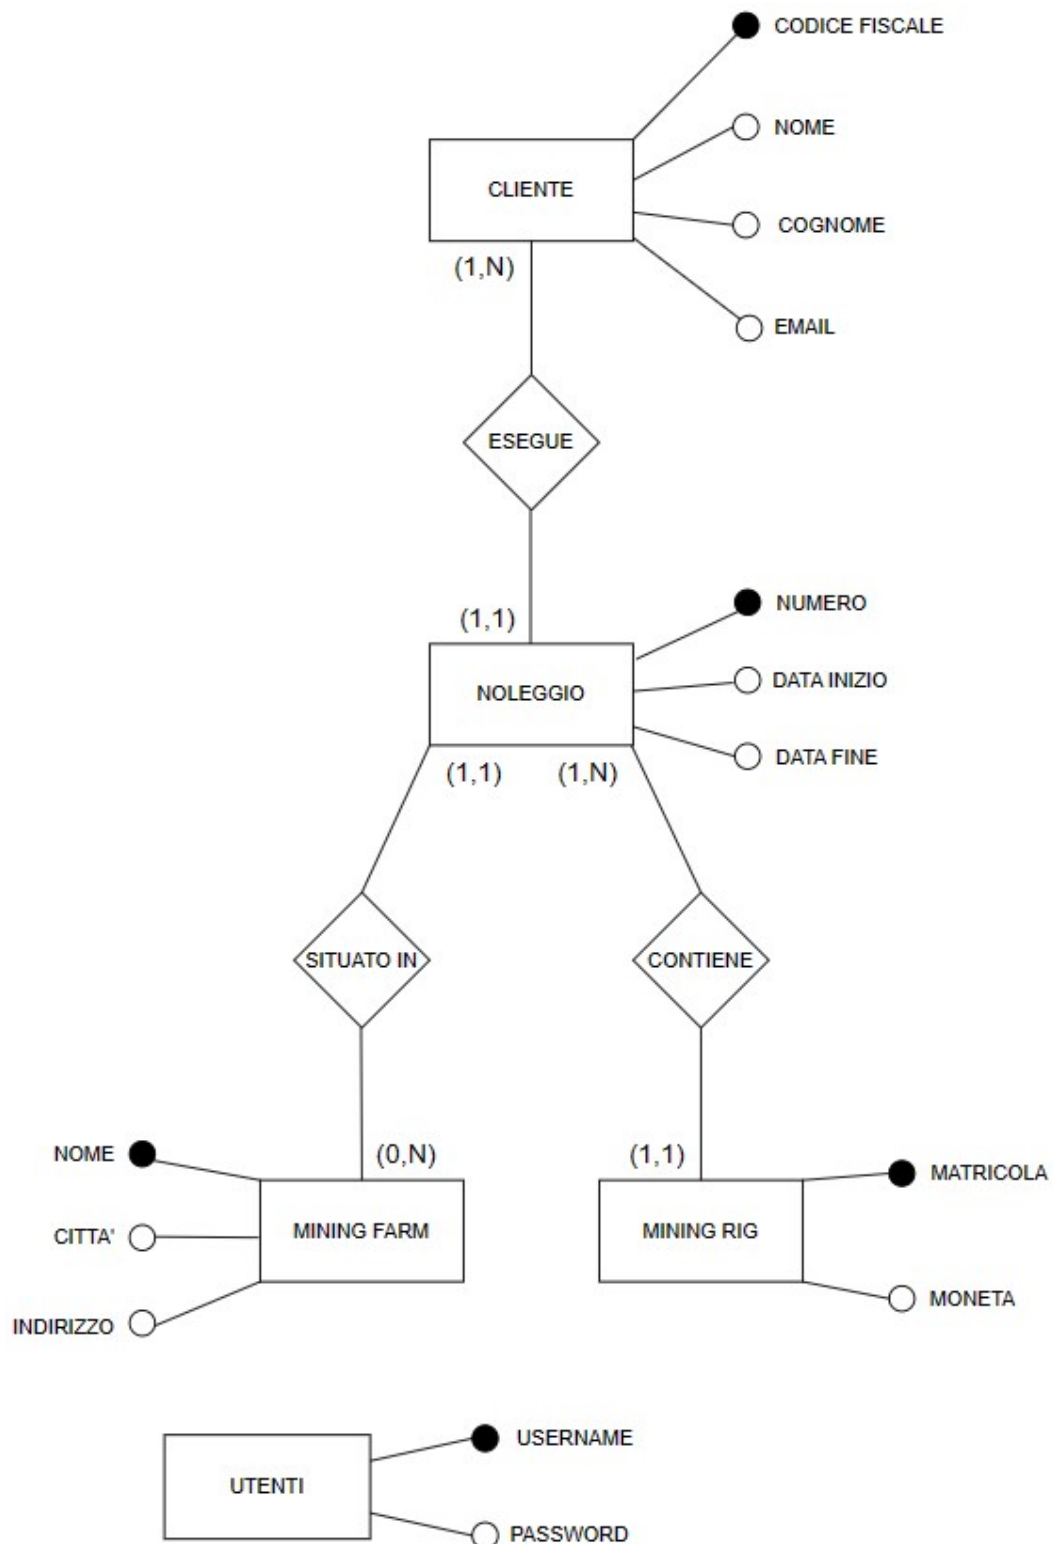 CODICE FISCALE
NOME
CLIENTE
COGNOME
(1,N)
EMAIL
ESEGUE
(1,1)
NUMERO
NOLEGGIO
DATA INIZIO
DATA FINE
(1,1)
(1,N)
SITUATO IN
CONTIENE
NOME
(0,N)
(1,1)
MATRICOLA
CITTA'
MINING FARM
MINING RIG
MONETA
INDIRIZZO
USERNAME
UTENTI
PASSWORD